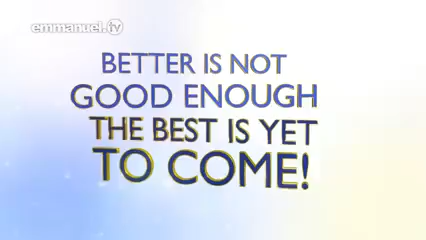 emmanuel.tv
BETTER IS NOT
GOOD ENOUGH
THE BEST IS YET
TO COME!